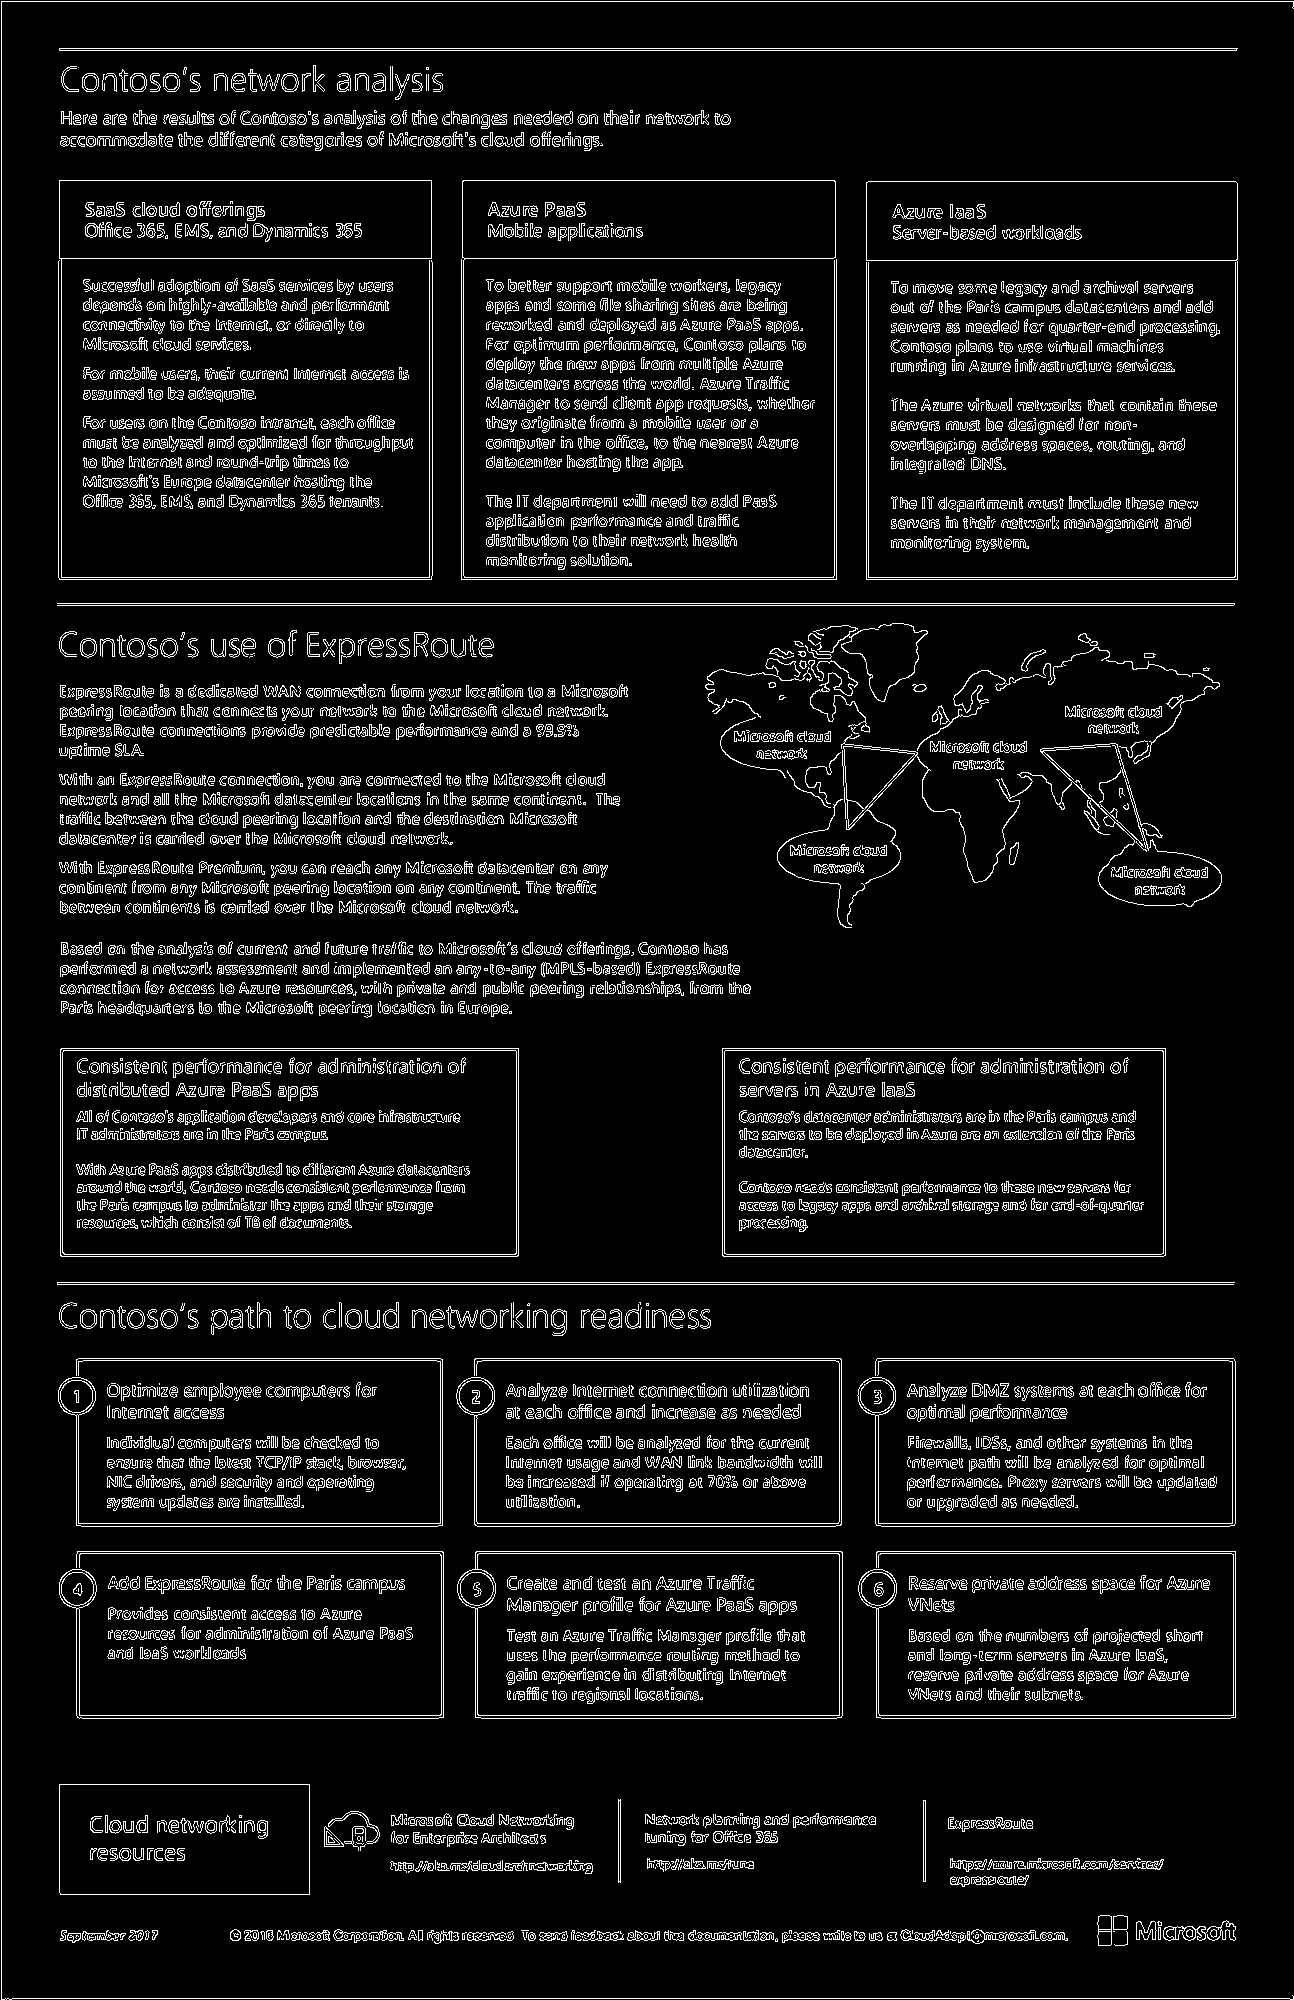 Contoso's network analysis
Here are the results of Contoso's analysis of the changes needed on their network to
accommodate the different categories of Microsoft's cloud offerings.
SaaS cloud offerings
Office 365, EMS, and Dynamics 365
Successful adoption of SaaS services by users
depends on highly-available and performant
connectivity to the Internet, or directly to
Microsoft cloud services.
For mobile users, their current Internet access is
assumed to be adequate.
For users on the Contoso intranet, each office
must be analyzed and optimized for throughput
to the Internet and round-trip times to
Microsoft's Europe datacenter hosting the
Office 365, EMS, and Dynamics 365 tenants.
Azure PaaS
Mobile applications
To better support mobile workers, legacy
apps and some file sharing sites are being
reworked and deployed as Azure PaaS apps.
For optimum performance, Contoso plans to
deploy the new apps from multiple Azure
datacenters across the world. Azure Traffic
Manager to send client app requests, whether
they originate from a mobile user or a
computer in the office, to the nearest Azure
datacenter hosting the app.
The IT department will need to add PaaS
application performance and traffic
distribution to their network health
monitoring solution.
Azure IaaS
Server-based workloads
To move some legacy and archival servers
out of the Paris campus datacenters and add
servers as needed for quarter-end processing,
Contoso plans to use virtual machines
running in Azure infrastructure services.
The Azure virtual networks that contain these
servers must be designed for non-
overlapping address spaces, routing, and
integrated DNS.
The IT department must include these new
servers in their network management and
monitoring system.
Contoso's use of ExpressRoute
ExpressRoute is a dedicated WAN connection from your location to a Microsoft
peering location that connects your network to the Microsoft cloud network.
ExpressRoute connections provide predictable performance and a 99.9%
uptime SLA.
With an ExpressRoute connection, you are connected to the Microsoft cloud
network and all the Microsoft datacenter locations in the same continent. The
traffic between the cloud peering location and the destination Microsoft
datacenter is carried over the Microsoft cloud network.
With ExpressRoute Premium, you can reach any Microsoft datacenter on any
continent from any Microsoft peering location on any continent. The traffic
between continents is carried over the Microsoft cloud network.
Microsoft cloud
network
Microsoft cloud
network
Microsoft cloud
network
Microsoft cloud
network
Microsoft cloud
network
Based on the analysis of current and future traffic to Microsoft's cloud offerings, Contoso has
performed a network assessment and implemented an any-to-any (MPLS-based) ExpressRoute
connection for access to Azure resources, with private and public peering relationships, from the
Paris headquarters to the Microsoft peering location in Europe.
Consistent performance for administration of
distributed Azure PaaS apps
All of Contoso's application developers and core infrastructure
IT administrators are in the Paris campus.
With Azure PaaS apps distributed to different Azure datacenters
around the world, Contoso needs consistent performance from
the Paris campus to administer the apps and their storage
resources, which consist of TB of documents.
Consistent performance for administration of
servers in Azure IaaS
Contoso's datacenter administrators are in the Paris campus and
the servers to be deployed in Azure are an extension of the Paris
datacenter.
Contoso needs consistent performance to these new servers for
access to legacy apps and archival storage and for end-of-quarter
processing.
Contoso's path to cloud networking readiness
1
Optimize employee computers for
Internet access
Individual computers will be checked to
ensure that the latest TCP/IP stack, browser,
NIC drivers, and security and operating
system updates are installed.
2
Analyze Internet connection utilization
at each office and increase as needed
Each office will be analyzed for the current
Internet usage and WAN link bandwidth will
be increased if operating at 70% or above
utilization.
3
Analyze DMZ systems at each office for
optimal performance
Firewalls, IDSs, and other systems in the
Internet path will be analyzed for optimal
performance. Proxy servers will be updated
or upgraded as needed.
4
Add ExpressRoute for the Paris campus
Provides consistent access to Azure
resources for administration of Azure PaaS
and IaaS workloads
5
Create and test an Azure Traffic
Manager profile for Azure PaaS apps
Test an Azure Traffic Manager profile that
uses the performance routing method to
gain experience in distributing Internet
traffic to regional locations.
6
Reserve private address space for Azure
VNets
Based on the numbers of projected short
and long-term servers in Azure IaaS,
reserve private address space for Azure
VNets and their subnets.
Cloud networking
resources
Microsoft Cloud Networking
for Enterprise Architects
http://aka.ms/cloudarchnetworking
Network planning and performance
tuning for Office 365
http://aka.ms/tune
ExpressRoute
https://azure.microsoft.com/services/
expressroute/
September 2017
© 2016 Microsoft Corporation. All rights reserved. To send feedback about this documentation, please write to us at CloudAdopt@microsoft.com.
Microsoft